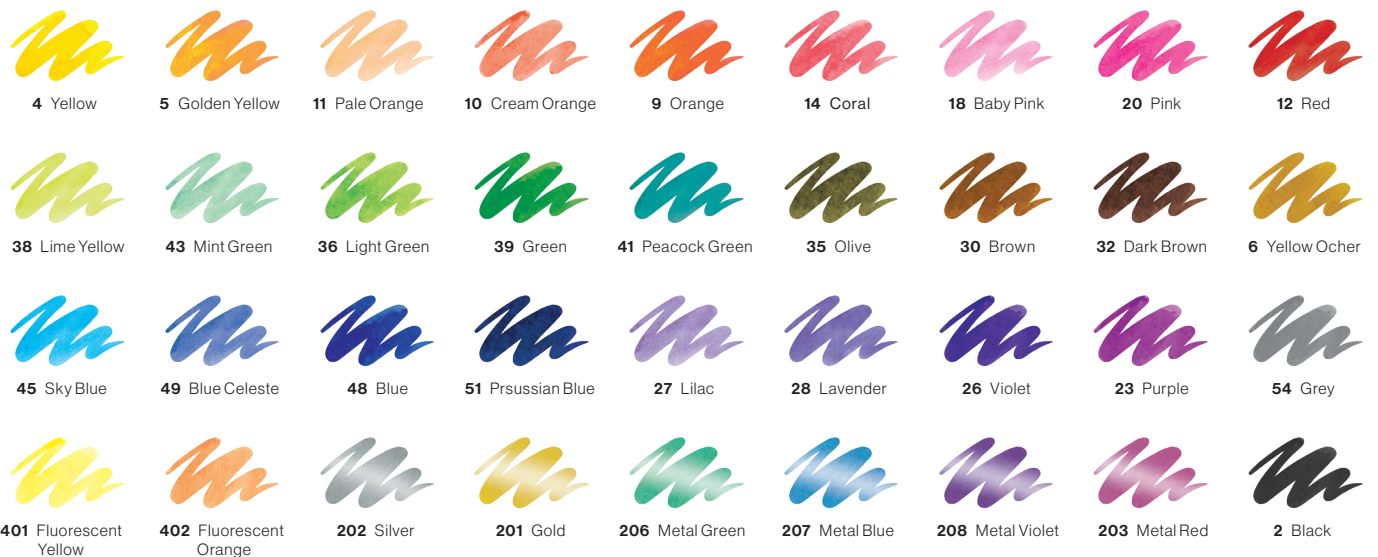 4 Yellow
5 Golden Yellow
11 Pale Orange
10 Cream Orange
9 Orange
14 Coral
18 Baby Pink
20 Pink
12 Red
38 Lime Yellow
43 Mint Green
36 Light Green
39 Green
41 Peacock Green
35 Olive
30 Brown
32 Dark Brown
6 Yellow Ocher
45 Sky Blue
49 Blue Celeste
48 Blue
51 Prsussian Blue
27 Lilac
28 Lavender
26 Violet
23 Purple
54 Grey
401 Fluorescent
Yellow
402 Fluorescent
Orange
202 Silver
201 Gold
206 Metal Green
207 Metal Blue
208 Metal Violet
203 Metal Red
2 Black